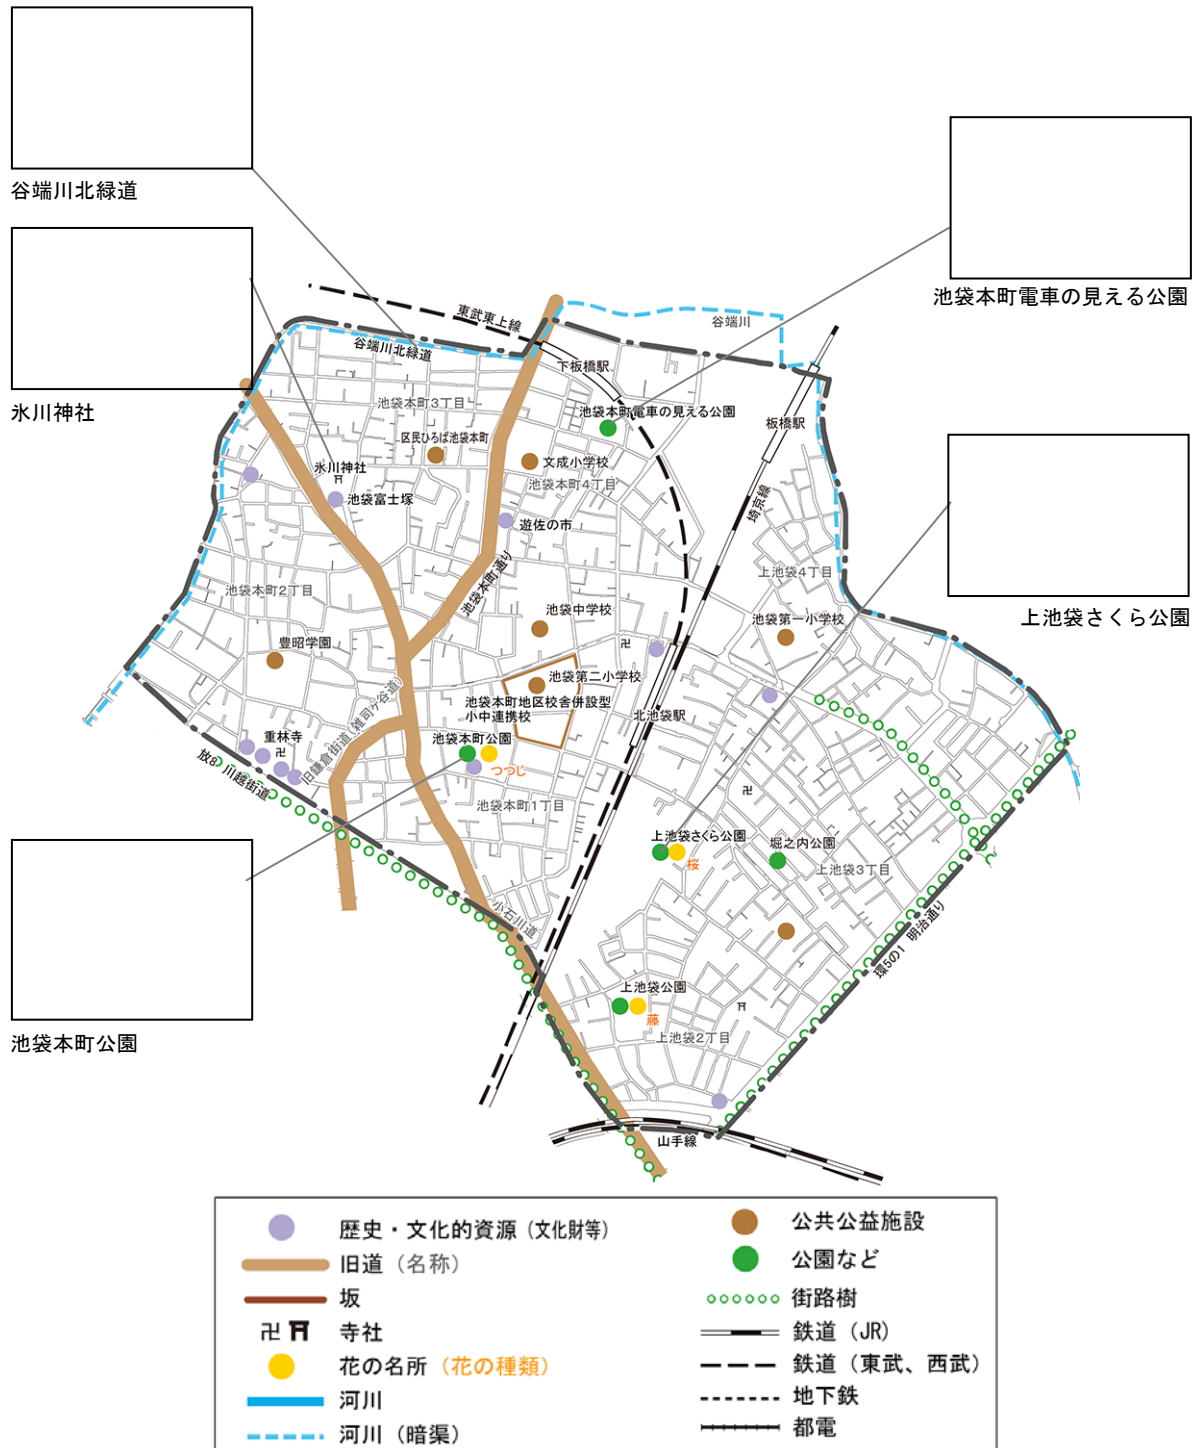 谷端川北緑道
氷川神社
池袋本町電車の見える公園
上池袋さくら公園
池袋本町公園
東武東上線
谷端川
谷端川北緑道
下板橋駅
池袋本町3丁目
池袋本町電車の見える公園
板橋駅
区民ひろば池袋本町
文成小学校
氷川神社
池袋本町4丁目
池袋富士塚
埼京線
遊佐の市
池袋本町通り
上池袋4丁目
池袋本町2丁目
池袋中学校
池袋第一小学校
豊昭学園
池袋第二小学校
池袋本町地区校舎併設型
小中連携校
北池袋駅
旧鎌倉街道(雑司ヶ谷道)
重林寺
池袋本町公園
つつじ
放8 川越街道
池袋本町1丁目
上池袋さくら公園
桜
堀之内公園
上池袋3丁目
小石川道
環5の1 明治通り
上池袋公園
藤
上池袋2丁目
山手線
歴史・文化的資源（文化財等）
旧道（名称）
坂
卍 寺社
花の名所（花の種類）
河川
河川（暗渠）
公共公益施設
公園など
街路樹
鉄道（JR）
鉄道（東武、西武）
地下鉄
都電